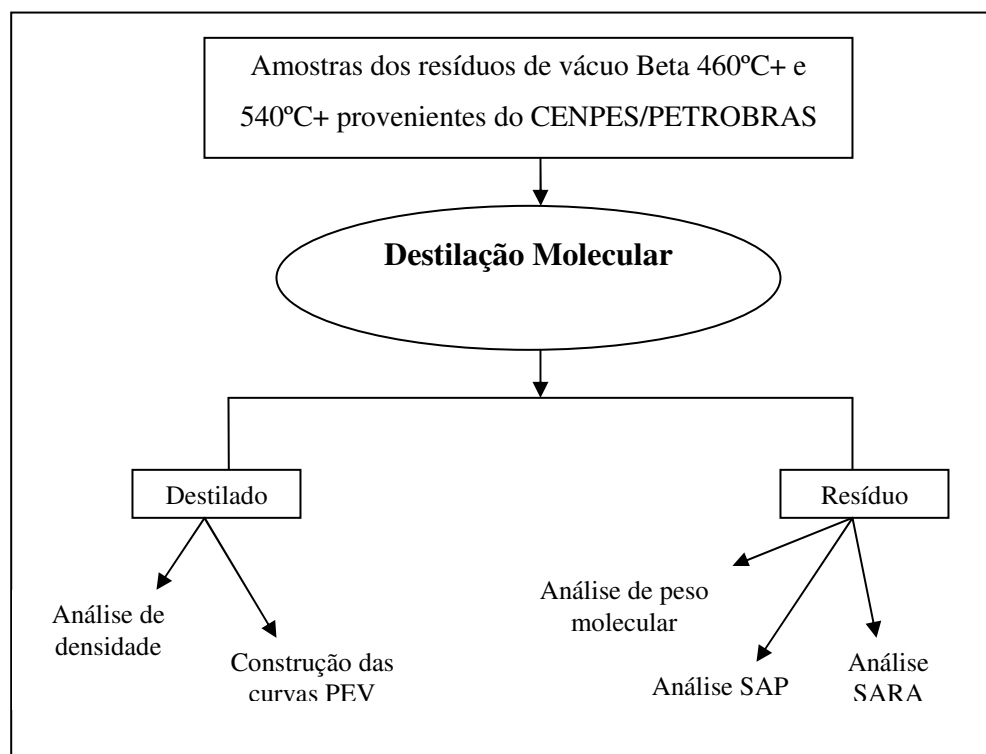 Amostras dos resíduos de vácuo Beta 460ºC+ e
540ºC+ provenientes do CENPES/PETROBRAS
Destilação Molecular
Destilado
Resíduo
Análise de
densidade
Construção das
curvas PEV
Análise de peso
molecular
Análise SAP
Análise
SARA